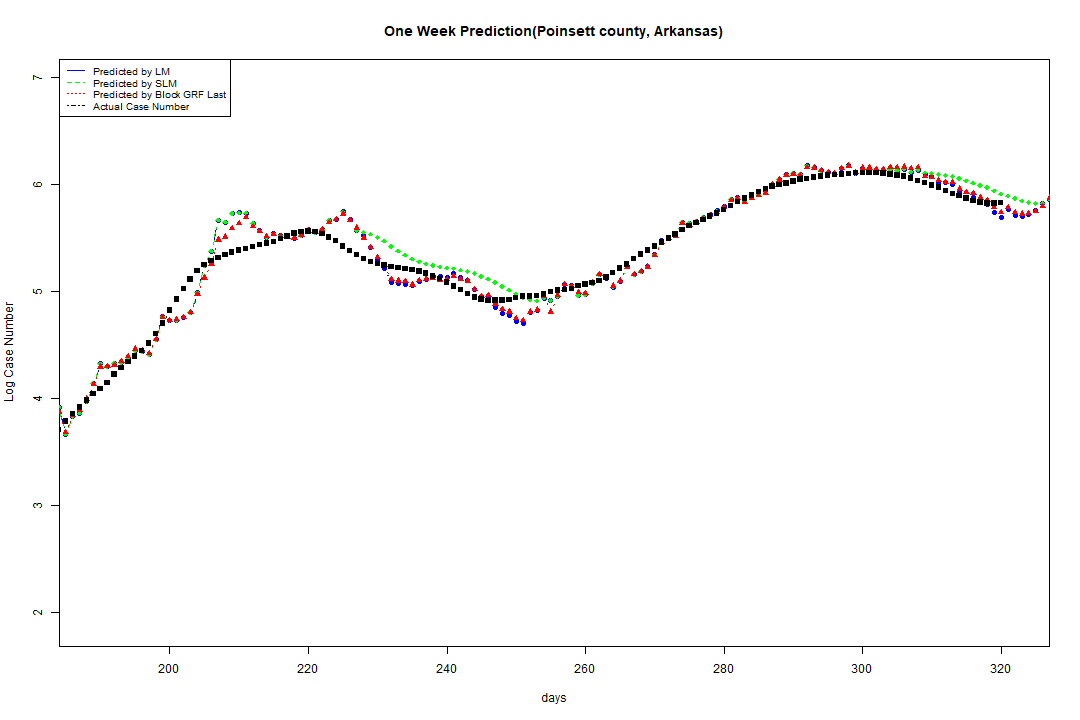 One Week Prediction(Poinsett county, Arkansas)
Predicted by LM
Predicted by SLM
Predicted by Block GRF Last
Actual Case Number
7
6
5
4
3
2
Log Case Number
200 220 240 260 280 300 320
days